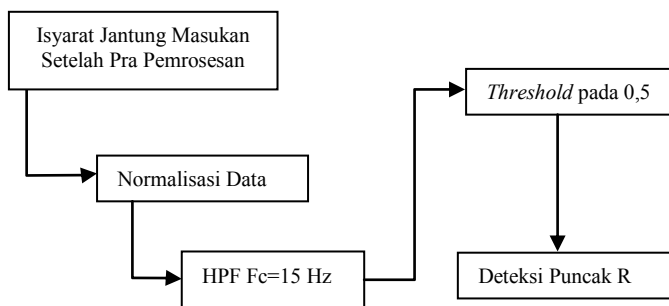 Isyarat Jantung Masukan
Setelah Pra Pemrosesan
Normalisasi Data
HPF Fc=15 Hz
Threshold pada 0,5
Deteksi Puncak R